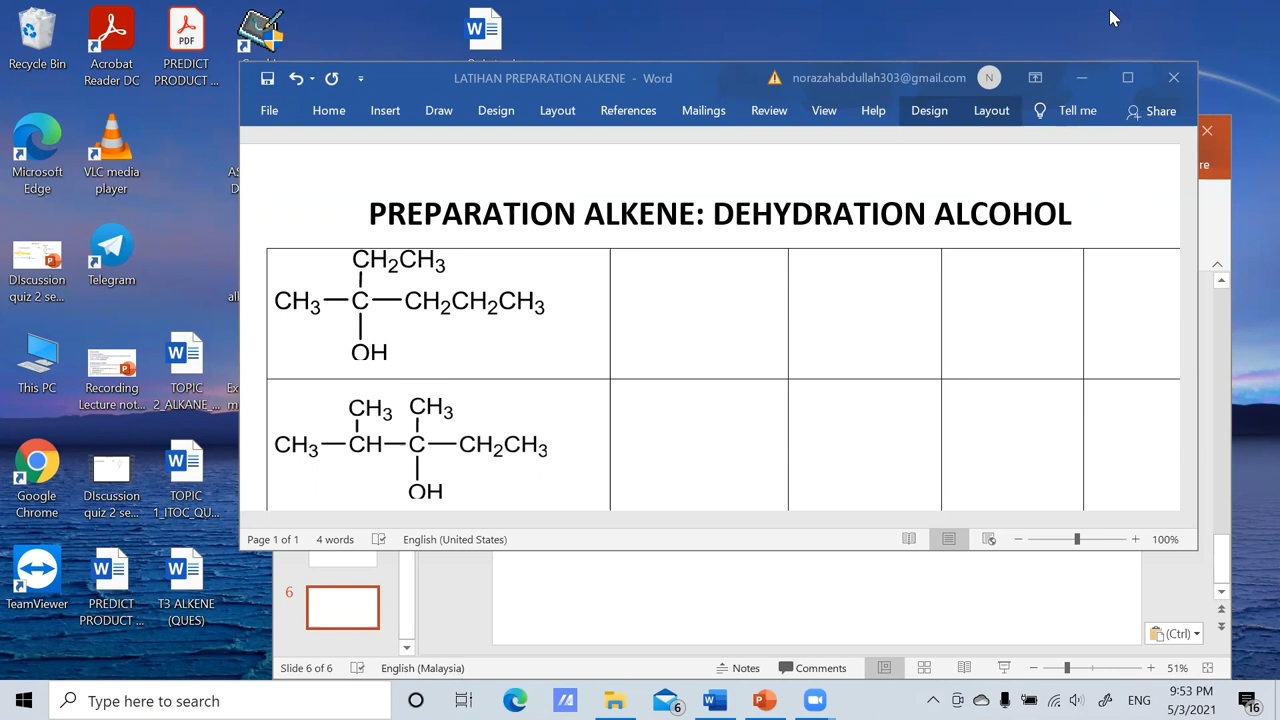 Recycle Bin
Acrobat Reader DC
PREDICT PRODUCT ...
PDF
LATIHAN PREPARATION ALKENE - Word
norazahabdullah303@gmail.com
N
File Home Insert Draw Design Layout References Mailings Review View Help Design Layout Tell me Share
Microsoft Edge
VLC media player
PREPARATION ALKENE: DEHYDRATION ALCOHOL
CH2CH3
CH3—C—CH2CH2CH3
OH
CH3 CH3
CH3—CH—C—CH2CH3
OH
DIscussion quiz 2 se...
Telegram
This PC
Recording Lecture not...
TOPIC 2_ALKANE_...
Google Chrome
DIscussion quiz 2 se...
TOPIC 1_ITOC_QU...
TeamViewer
PREDICT PRODUCT ...
T3 ALKENE (QUES)
Page 1 of 1 4 words English (United States) 100%
6
(Ctrl)
Slide 6 of 6 English (Malaysia) Notes Comments 51%
Type here to search
6
ENG
9:53 PM
5/3/2021
16